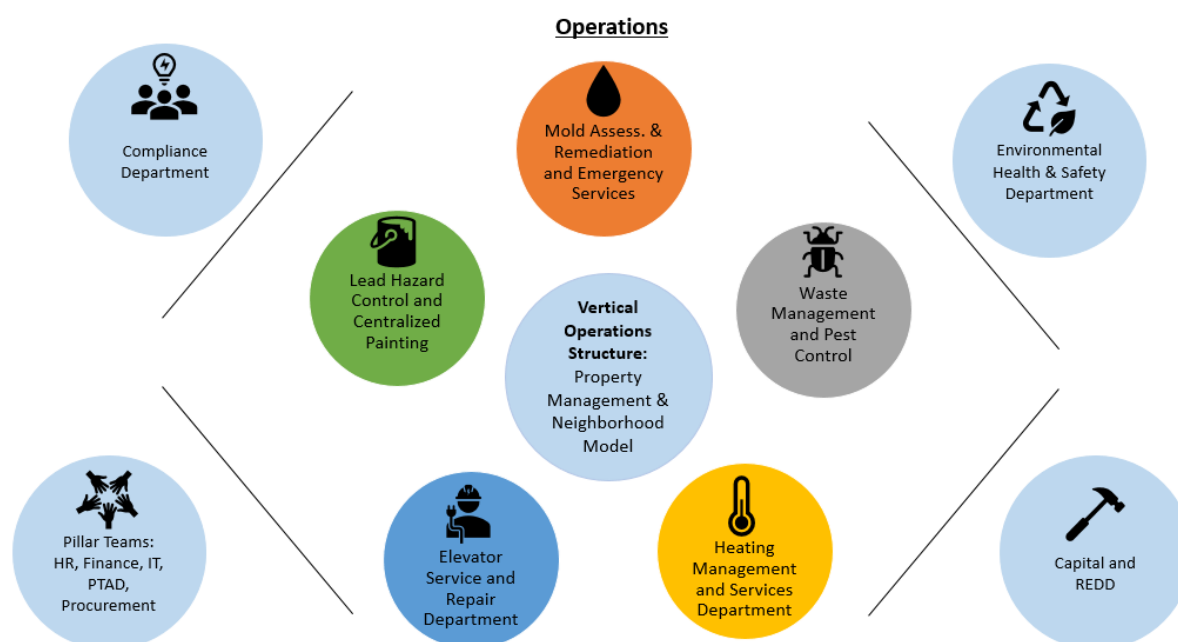 Operations
Compliance
Department
Mold Assess. &
Remediation
and Emergency
Services
Environmental
Health & Safety
Department
Lead Hazard
Control and
Centralized
Painting
Waste
Management
and Pest
Control
Vertical
Operations
Structure:
Property
Management &
Neighborhood
Model
Pillar Teams:
HR, Finance, IT,
PTAD,
Procurement
Elevator
Service and
Repair
Department
Heating
Management
and Services
Department
Capital and
REDD